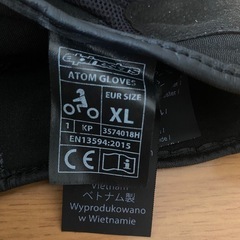 alpinestars
ATOM GLOVES
EUR SIZE
XL
1 KP 3574018H
EN13594:2015
CE
Vietnam
ベトナム製
Wyprodukowano
w Wietnamie